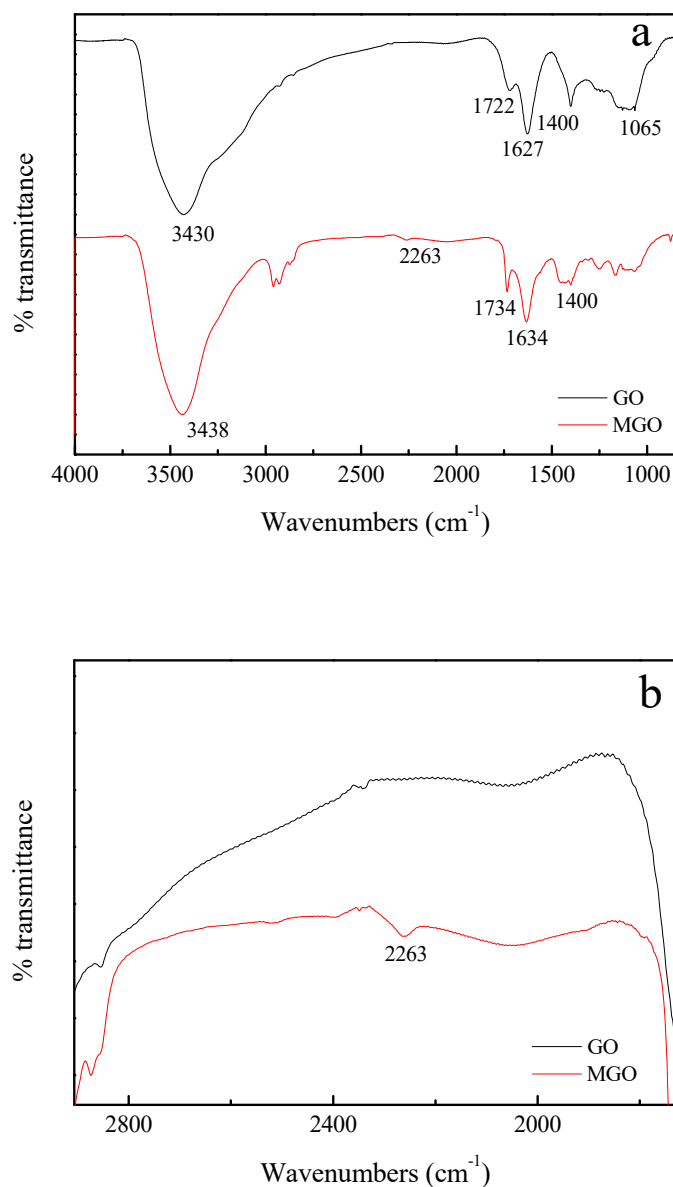 a
% transmittance
1722
1627
1400
1065
3430
2263
1734
1634
1400
3438
GO
MGO
4000 3500 3000 2500 2000 1500 1000
Wavenumbers (cm-1)
b
% transmittance
2263
GO
MGO
2800 2400 2000
Wavenumbers (cm-1)